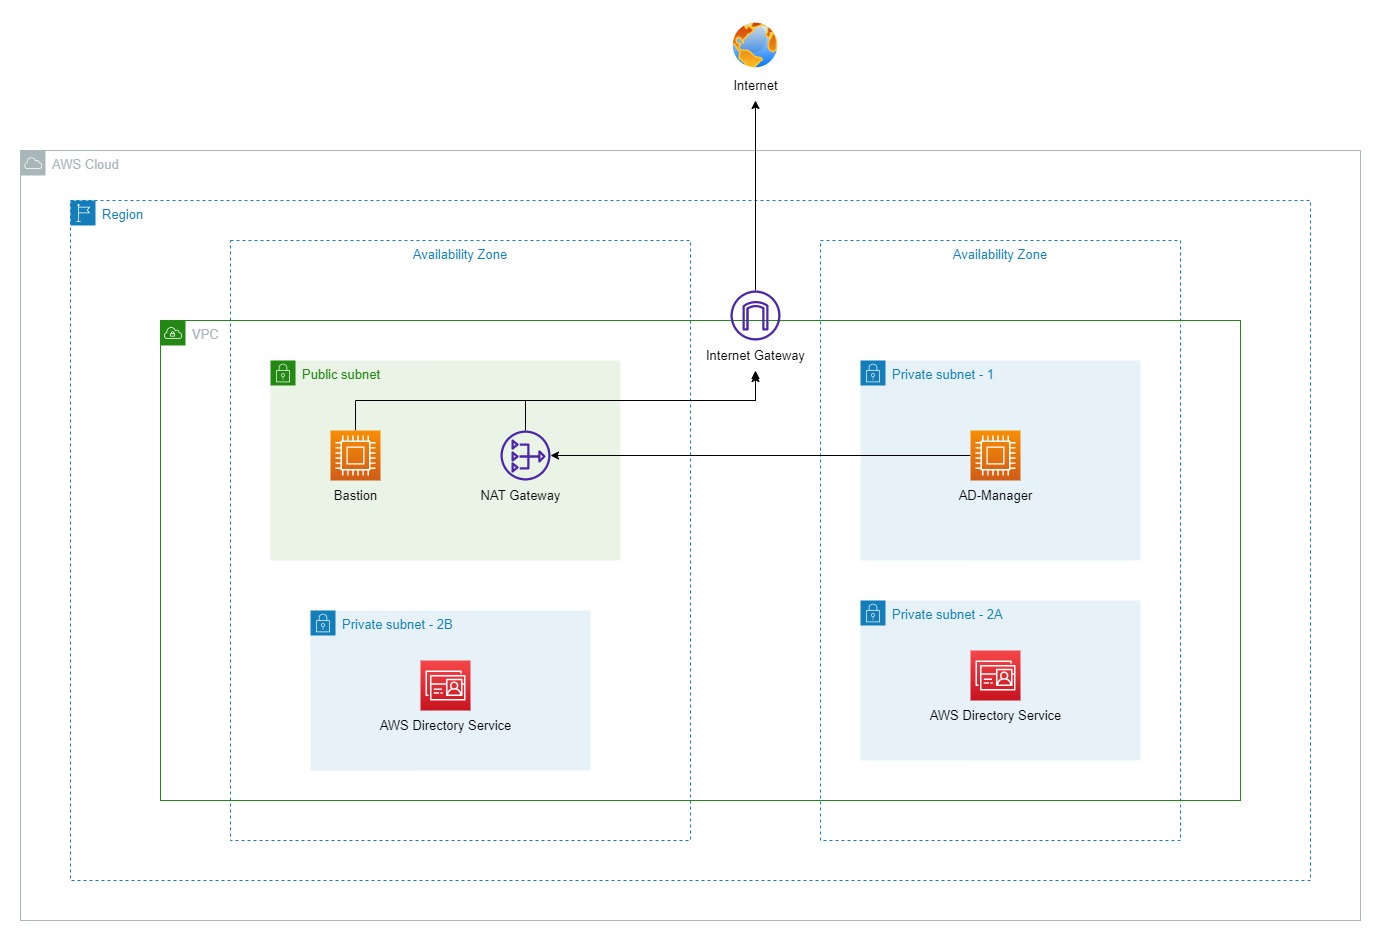 Internet
AWS Cloud
Region
Availability Zone
Availability Zone
VPC
Internet Gateway
Public subnet
Private subnet - 1
Bastion
NAT Gateway
AD-Manager
Private subnet - 2B
Private subnet - 2A
AWS Directory Service
AWS Directory Service